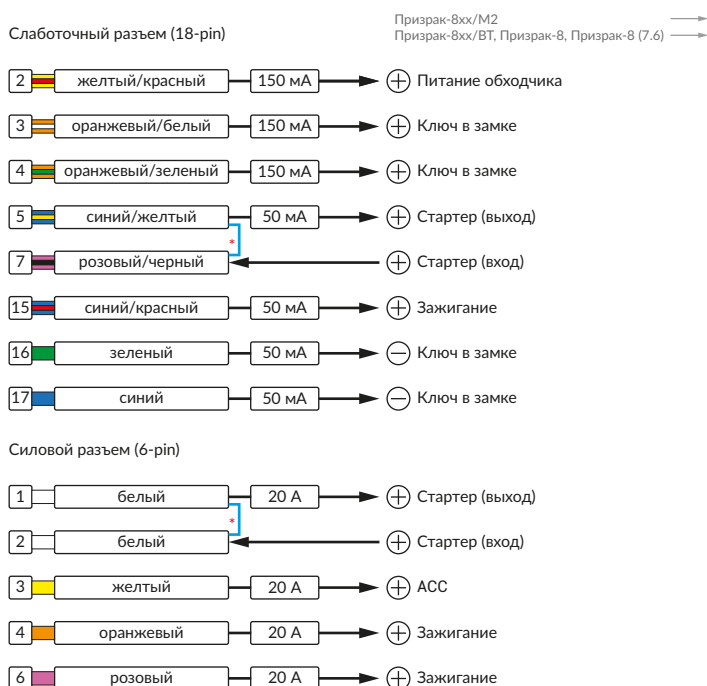 Слаботочный разъем (18-pin)
Призрак-8xx/M2
Призрак-8xx/BT, Призрак-8, Призрак-8 (7.6)
2 желтый/красный 150 мА Питание обходчика
3 оранжевый/белый 150 мА Ключ в замке
4 оранжевый/зеленый 150 мА Ключ в замке
5 синий/желтый 50 мА Стартер (выход)
*
7 розовый/черный Стартер (вход)
15 синий/красный 50 мА Зажигание
16 зеленый 50 мА Ключ в замке
17 синий 50 мА Ключ в замке
Силовой разъем (6-pin)
1 белый 20 А Стартер (выход)
*
2 белый Стартер (вход)
3 желтый 20 А ACC
4 оранжевый 20 А Зажигание
6 розовый 20 А Зажигание